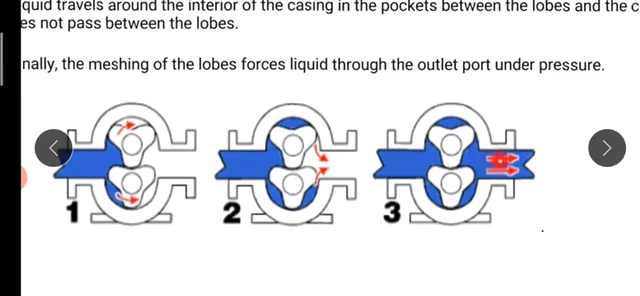 quid travels around the interior of the casing in the pockets between the lobes and the c
es not pass between the lobes.
nally, the meshing of the lobes forces liquid through the outlet port under pressure.
1 2 3